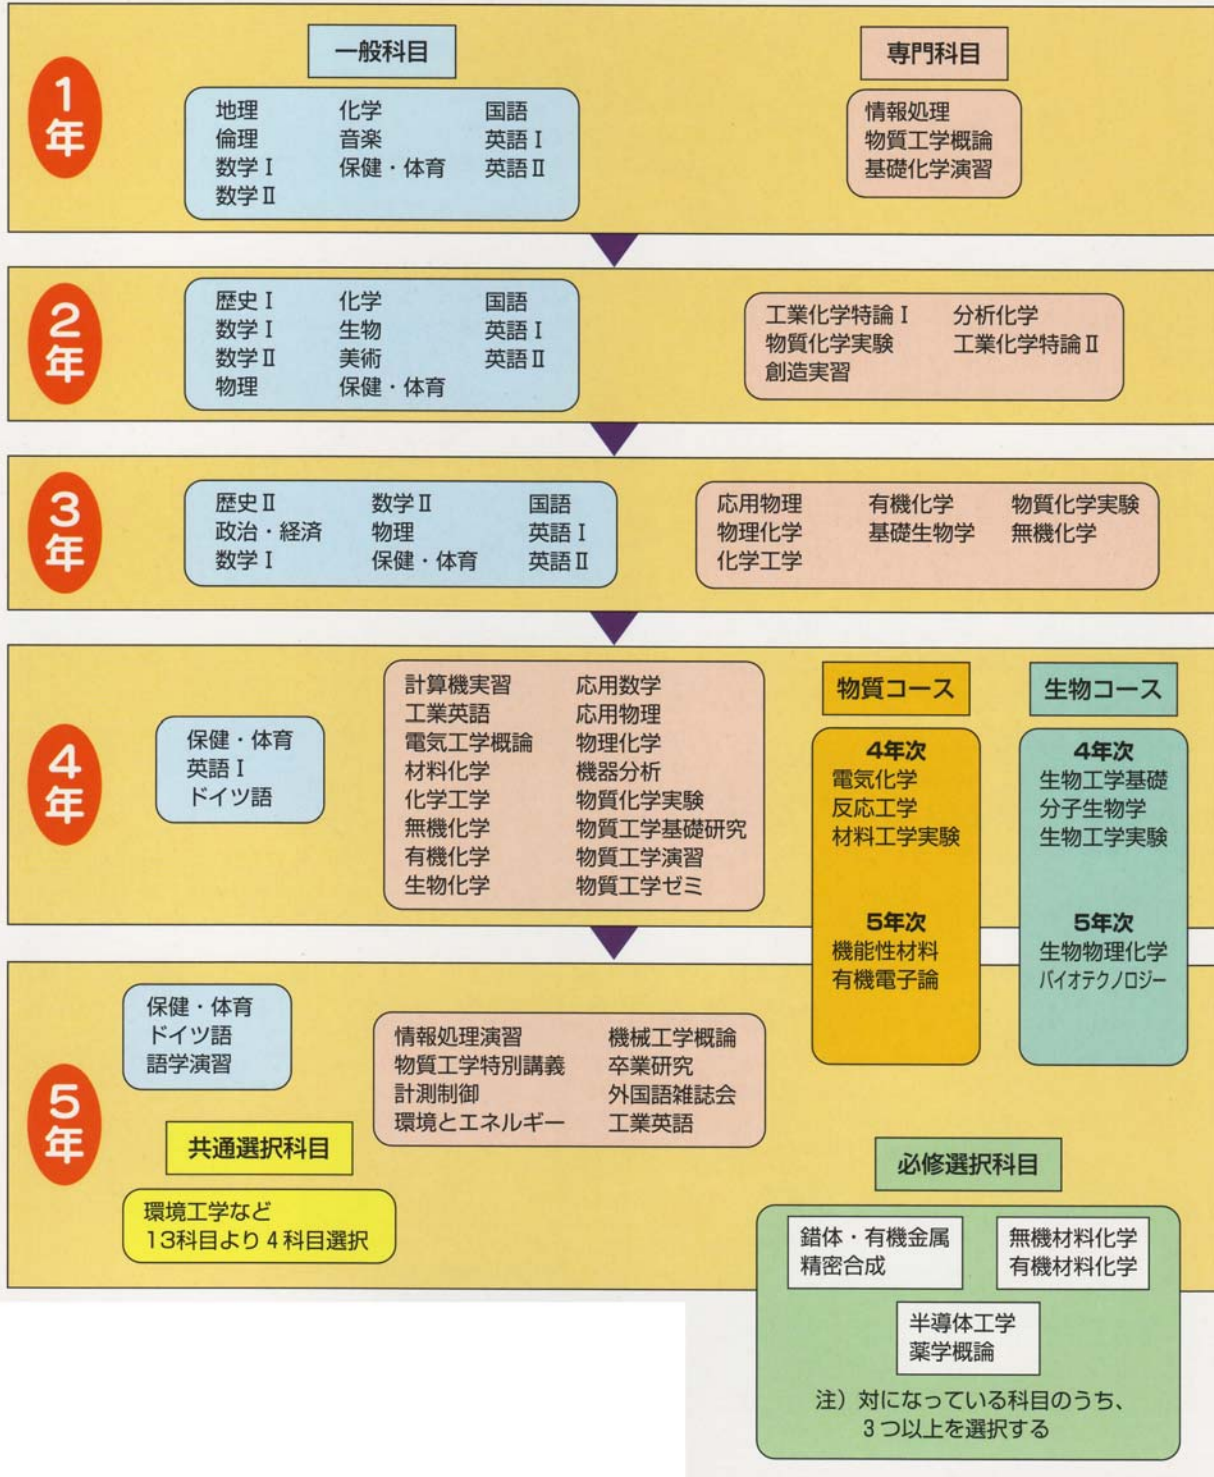 1年
一般科目
地理
倫理
数学Ⅰ
数学Ⅱ
化学
音楽
保健・体育
国語
英語Ⅰ
英語Ⅱ
専門科目
情報処理
物質工学概論
基礎化学演習
2年
歴史Ⅰ
数学Ⅰ
数学Ⅱ
物理
化学
生物
美術
保健・体育
国語
英語Ⅰ
英語Ⅱ
工業化学特論Ⅰ
物質化学実験
創造実習
分析化学
工業化学特論Ⅱ
3年
歴史Ⅱ
政治・経済
数学Ⅰ
数学Ⅱ
物理
保健・体育
国語
英語Ⅰ
英語Ⅱ
応用物理
物理化学
化学工学
有機化学
基礎生物学
物質化学実験
無機化学
4年
保健・体育
英語Ⅰ
ドイツ語
計算機実習
工業英語
電気工学概論
材料化学
化学工学
無機化学
有機化学
生物化学
応用数学
応用物理
物理化学
機器分析
物質化学実験
物質工学基礎研究
物質工学演習
物質工学ゼミ
物質コース
4年次
電気化学
反応工学
材料工学実験
5年次
機能性材料
有機電子論
生物コース
4年次
生物工学基礎
分子生物学
生物工学実験
5年次
生物物理化学
バイオテクノロジー
5年
保健・体育
ドイツ語
語学演習
情報処理演習
物質工学特別講義
計測制御
環境とエネルギー
機械工学概論
卒業研究
外国語雑誌会
工業英語
共通選択科目
環境工学など
13科目より4科目選択
必修選択科目
錯体・有機金属
精密合成
無機材料化学
有機材料化学
半導体工学
薬学概論
注）対になっている科目のうち、
3つ以上を選択する